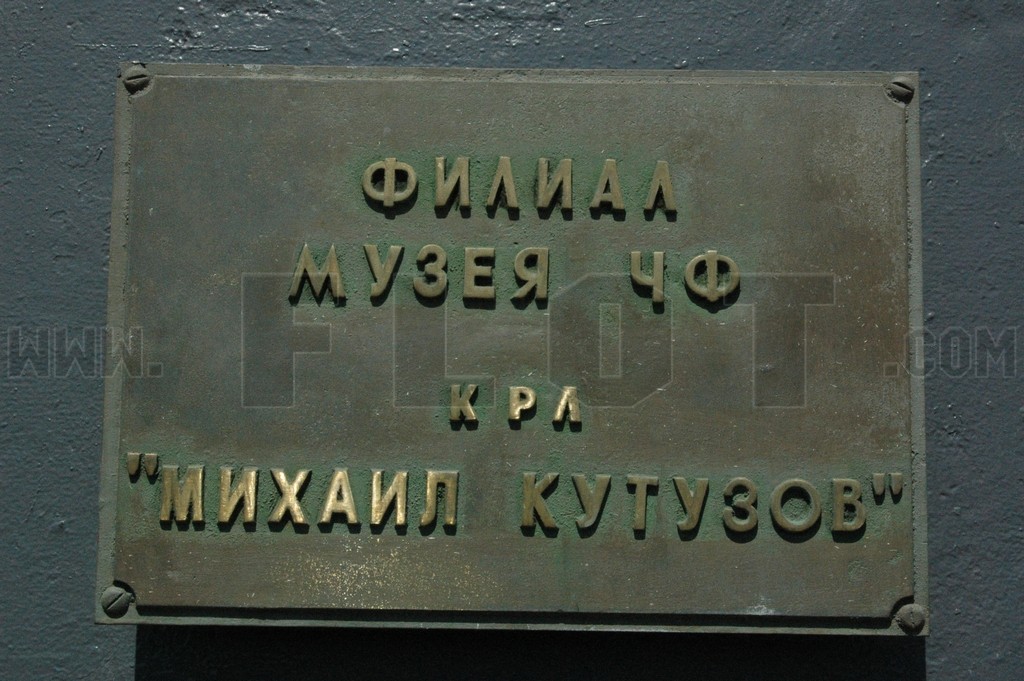 ФИЛИАЛ
МУЗЕЯ ЧФ
WWW.FLOT.COM
КРЛ
"МИХАИЛ КУТУЗОВ"